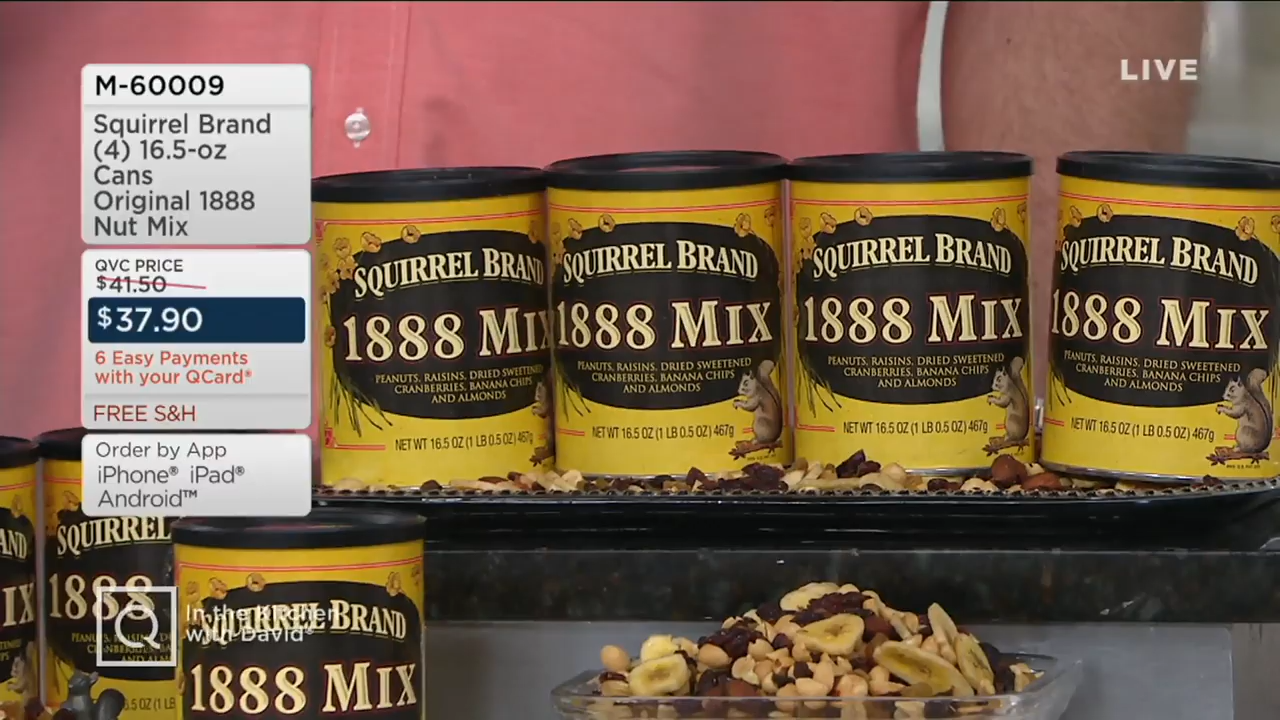 LIVE
M-60009
Squirrel Brand
(4) 16.5-oz
Cans
Original 1888
Nut Mix
QVC PRICE
$41.50
$37.90
6 Easy Payments
with your QCard®
FREE S&H
Order by App
iPhone® iPad®
Android™
SQUIRREL BRAND
1888 MIX
PEANUTS, RAISINS, DRIED SWEETENED
CRANBERRIES, BANANA CHIPS
AND ALMONDS
NET WT 16.5 OZ (1 LB 0.5 OZ) 467g
SQUIRREL BRAND
1888 MIX
PEANUTS, RAISINS, DRIED SWEETENED
CRANBERRIES, BANANA CHIPS
AND ALMONDS
NET WT 16.5 OZ (1 LB 0.5 OZ) 467g
SQUIRREL BRAND
1888 MIX
PEANUTS, RAISINS, DRIED SWEETENED
CRANBERRIES, BANANA CHIPS
AND ALMONDS
NET WT 16.5 OZ (1 LB 0.5 OZ) 467g
SQUIRREL BRAND
1888 MIX
PEANUTS, RAISINS, DRIED SWEETENED
CRANBERRIES, BANANA CHIPS
AND ALMONDS
NET WT 16.5 OZ (1 LB 0.5 OZ) 467g
AND
IX
SQUIRREL
1888
SQUIRREL BRAND
1888 MIX
Q
In the Kitchen
with David®